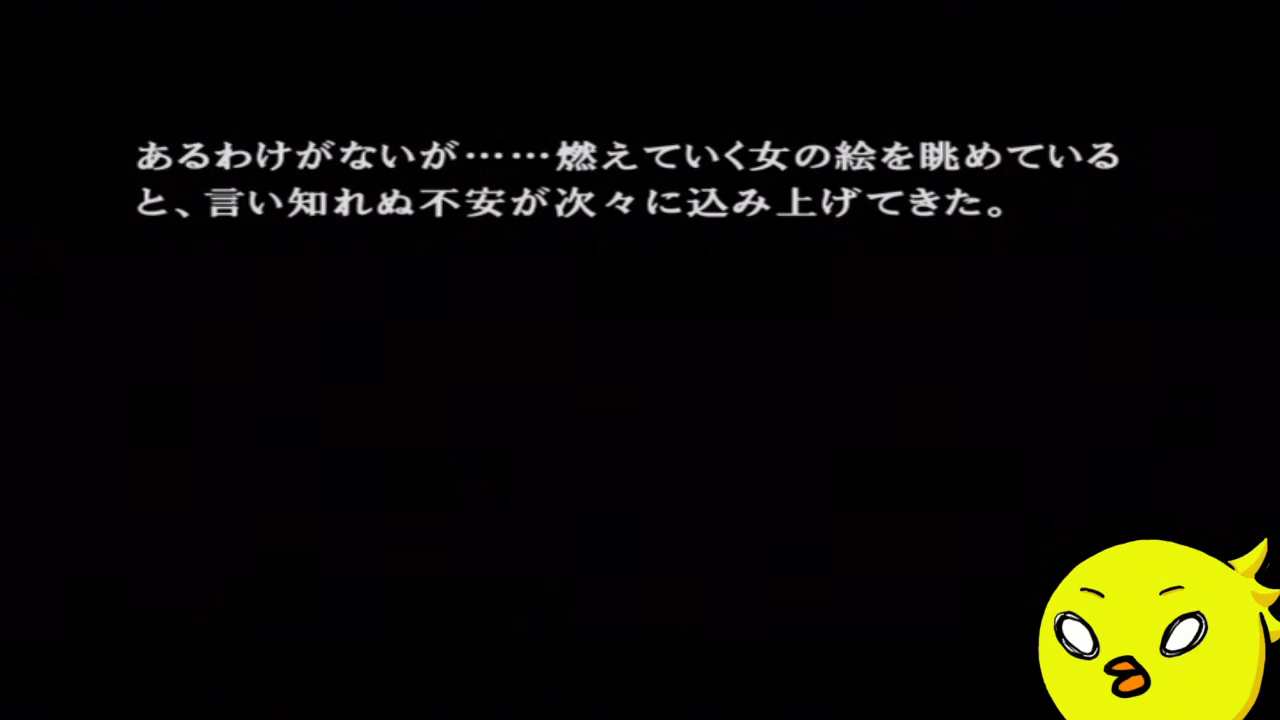 あるわけがないが……燃えていく女の絵を眺めている
と、言い知れぬ不安が次々に込み上げてきた。